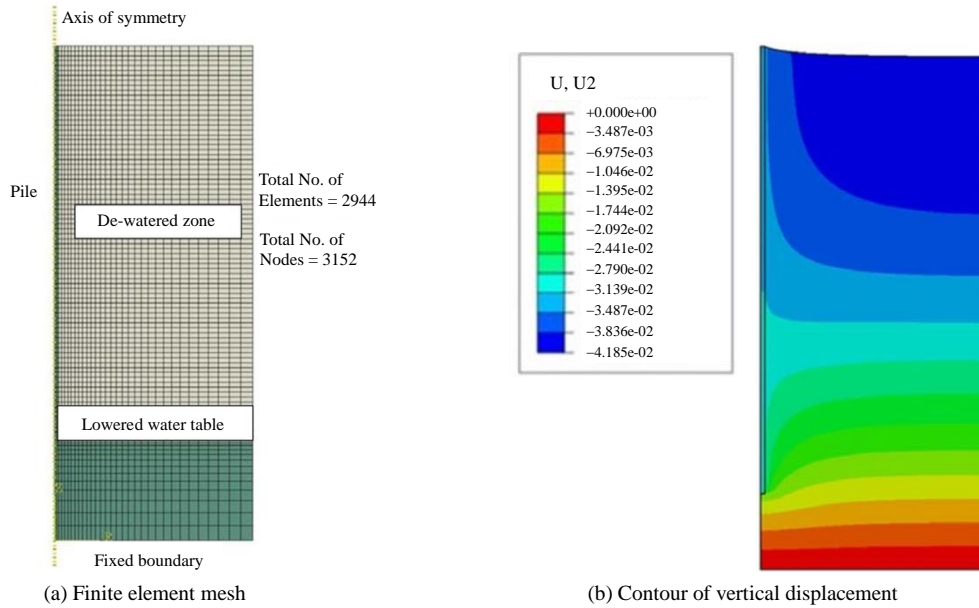 Axis of symmetry
Pile
De-watered zone
Total No. of
Elements = 2944
Total No. of
Nodes = 3152
Lowered water table
Fixed boundary
(a) Finite element mesh
U, U2
+0.000e+00
−3.487e-03
−6.975e-03
−1.046e-02
−1.395e-02
−1.744e-02
−2.092e-02
−2.441e-02
−2.790e-02
−3.139e-02
−3.487e-02
−3.836e-02
−4.185e-02
(b) Contour of vertical displacement